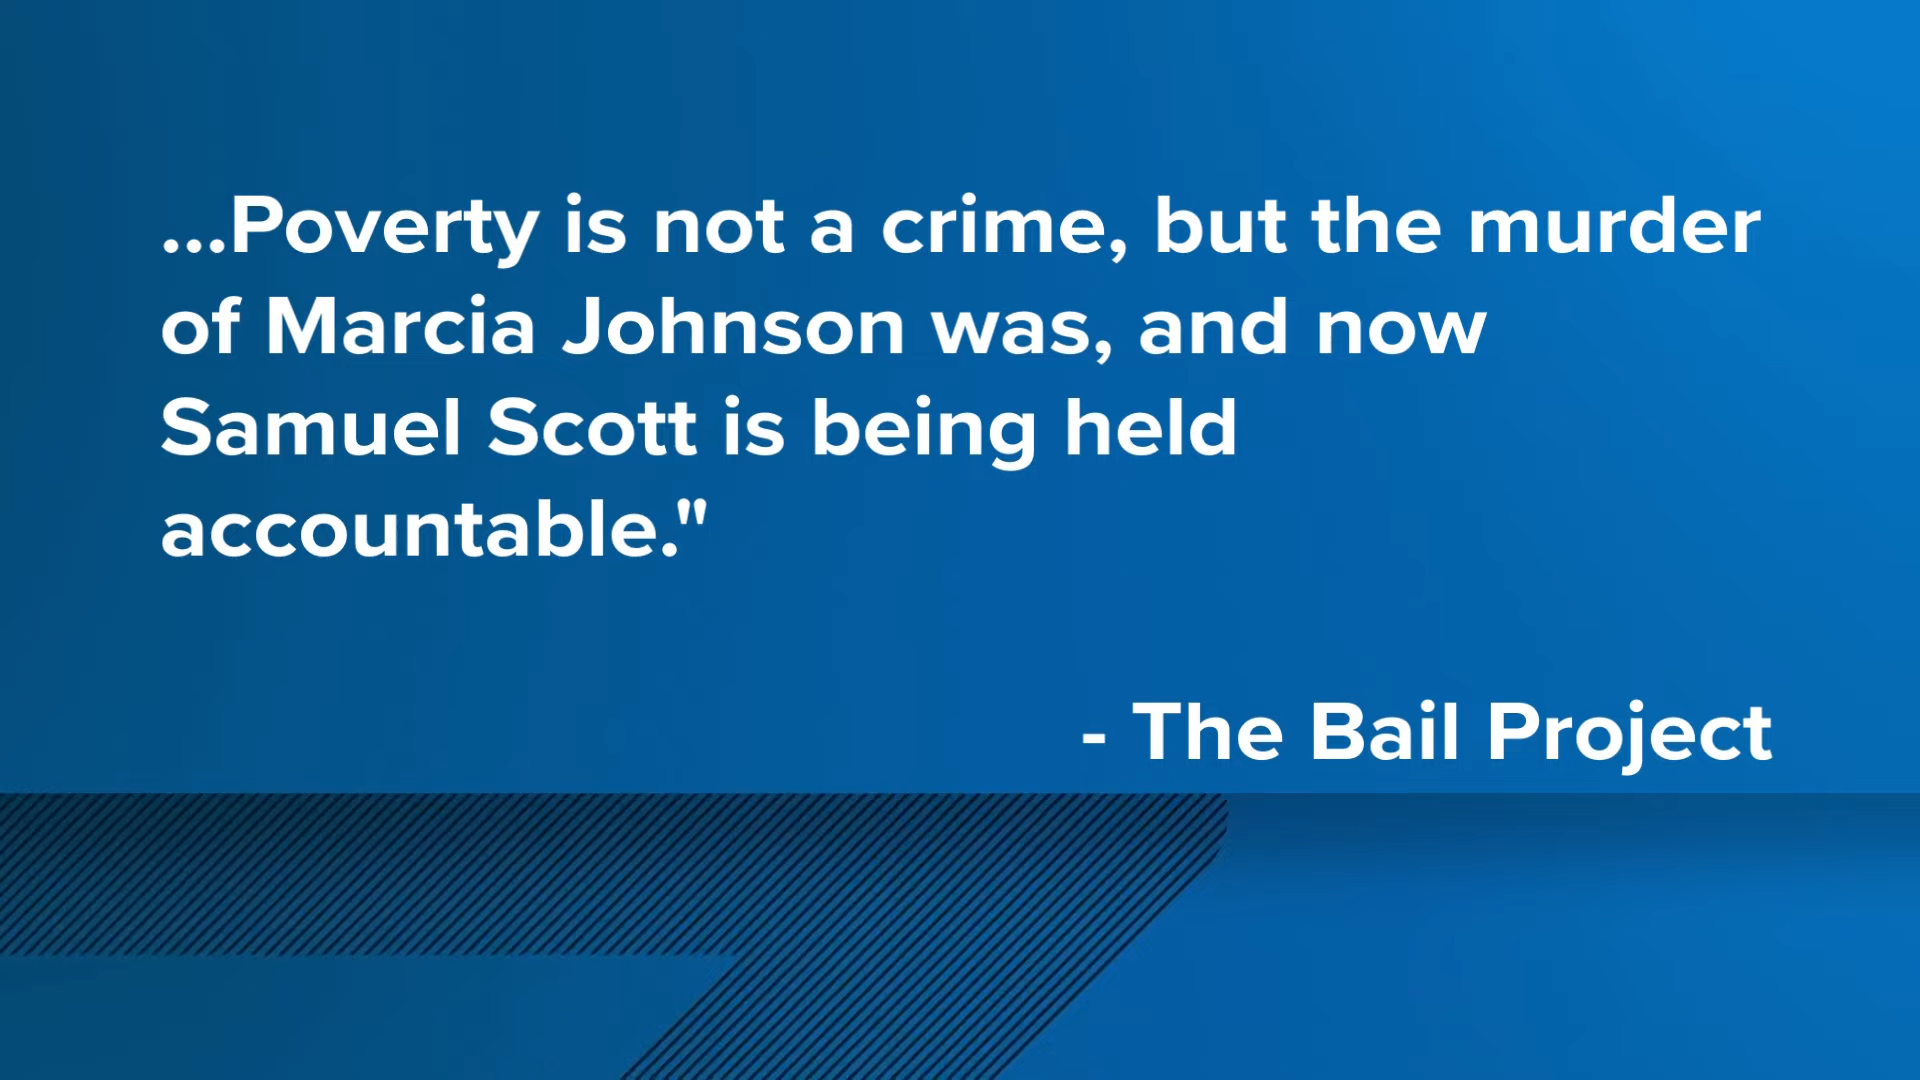 ...Poverty is not a crime, but the murder
of Marcia Johnson was, and now
Samuel Scott is being held
accountable."
- The Bail Project